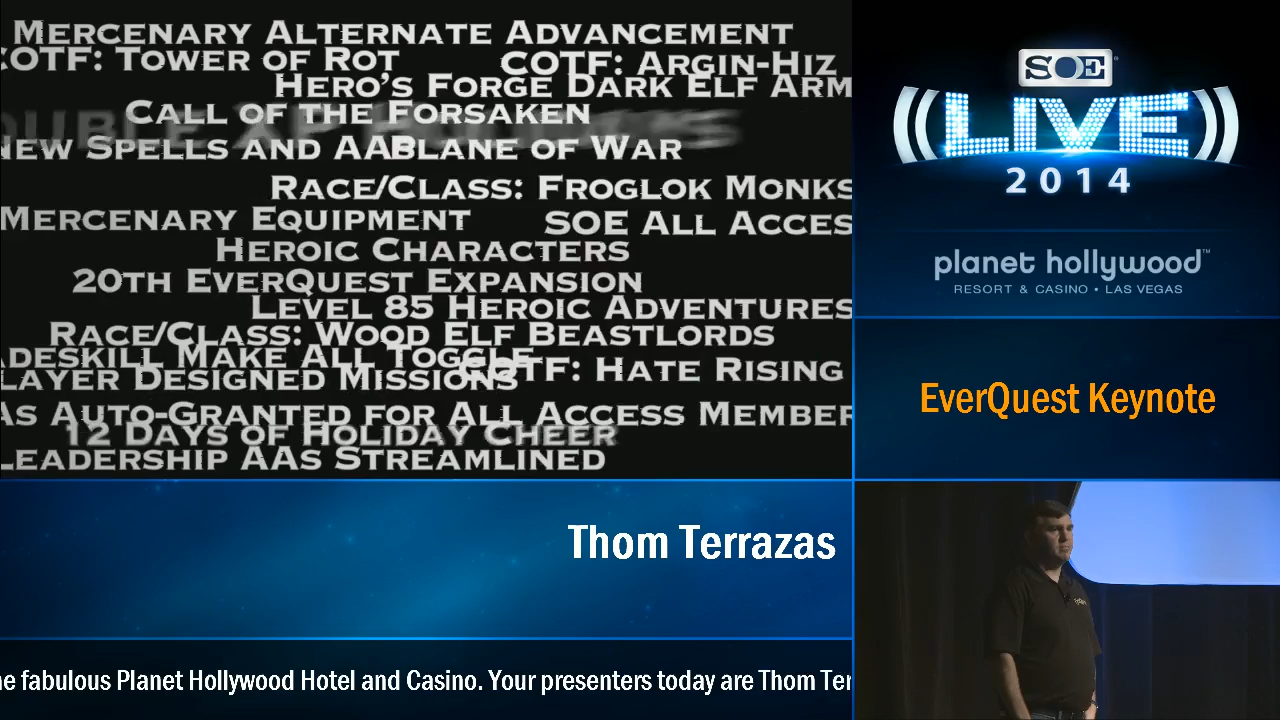 Mercenary Alternate Advancement
COTF: Tower of Rot
COTF: Argin-Hiz
Hero's Forge Dark Elf Arm
Call of the Forsaken
New Spells and AAs
Plane of War
Race/Class: Froglok Monks
Mercenary Equipment
SOE All Acces
Heroic Characters
20th EverQuest Expansion
Level 85 Heroic Adventures
Race/Class: Wood Elf Beastlords
adeskill Make All Toggle
COTF: Hate Rising
layer Designed Missions
As Auto-Granted for All Access Member
12 Days of Holiday Cheer
Leadership AAs Streamlined
SOE
LIVE
2014
planet hollywood™
RESORT & CASINO • LAS VEGAS
EverQuest Keynote
Thom Terrazas
he fabulous Planet Hollywood Hotel and Casino. Your presenters today are Thom Ter